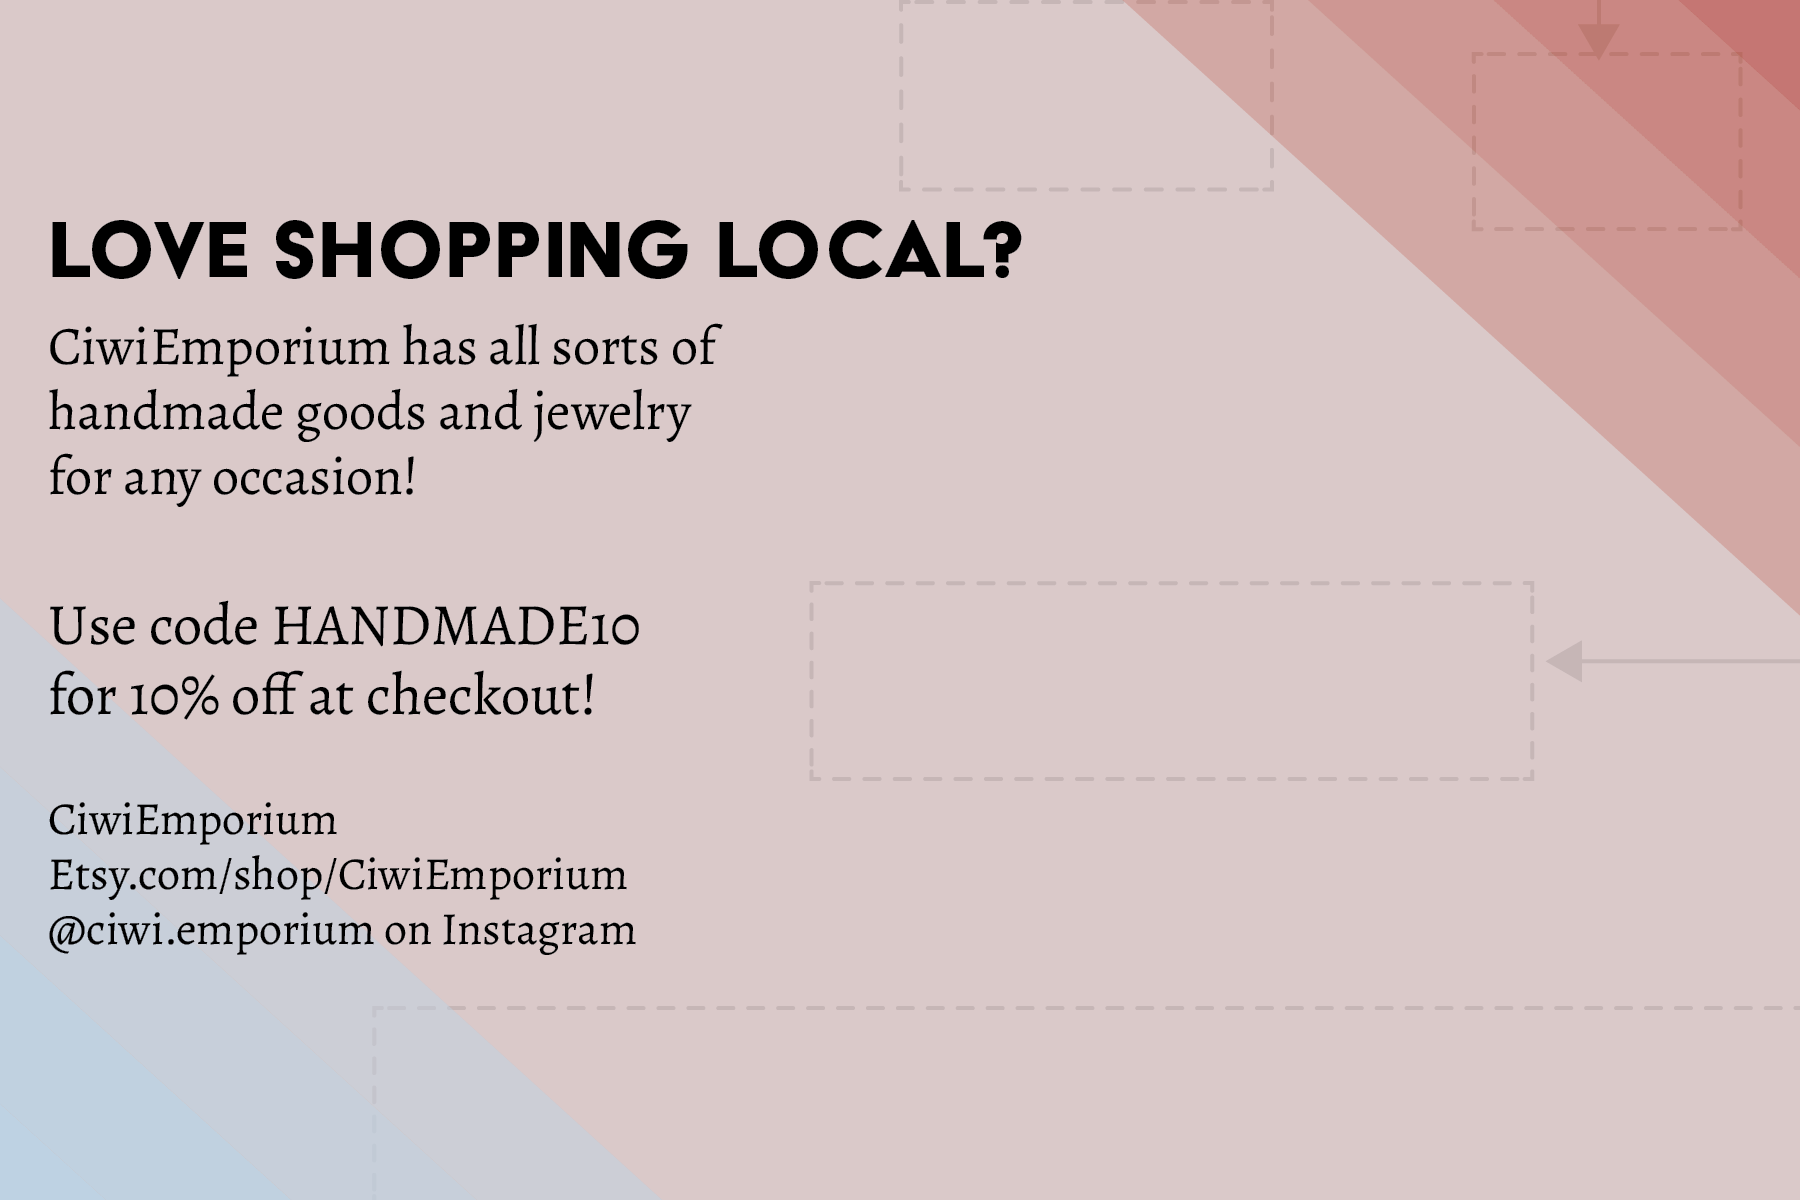 LOVE SHOPPING LOCAL?
CiwiEmporium has all sorts of
handmade goods and jewelry
for any occasion!
Use code HANDMADE10
for 10% off at checkout!
CiwiEmporium
Etsy.com/shop/CiwiEmporium
@ciwi.emporium on Instagram